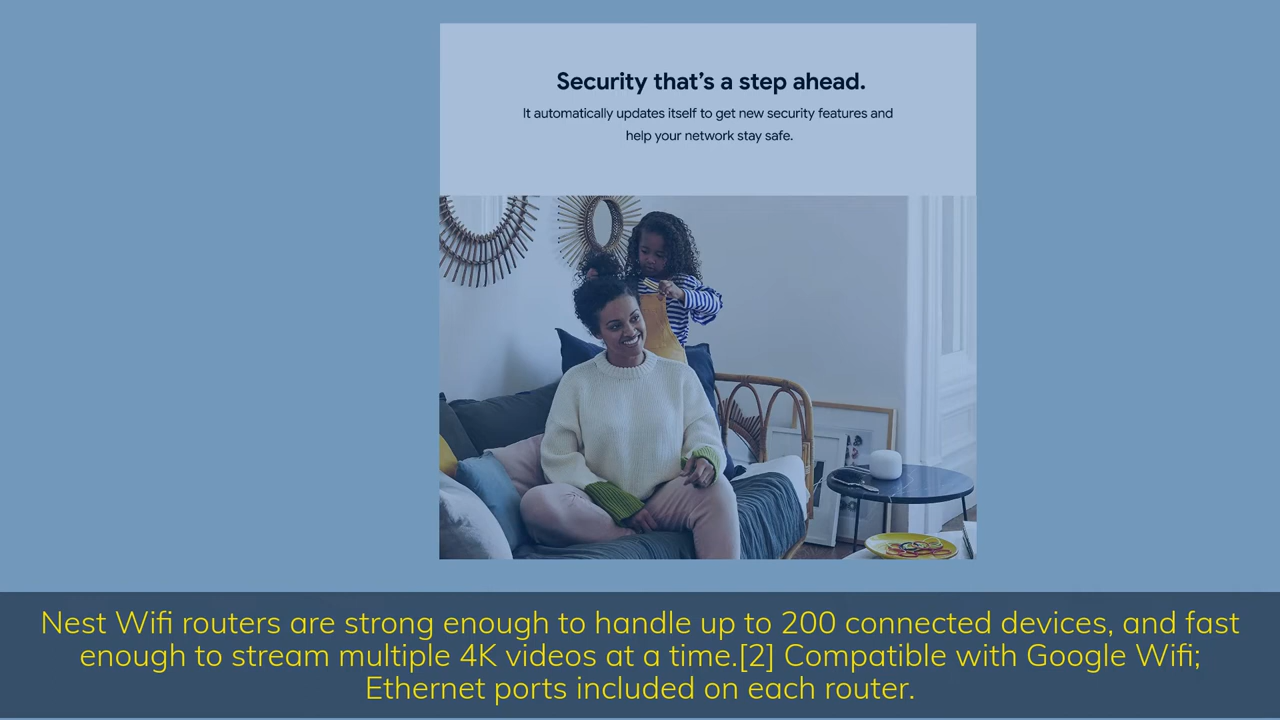 Security that's a step ahead.
It automatically updates itself to get new security features and
help your network stay safe.
Nest Wifi routers are strong enough to handle up to 200 connected devices, and fast
enough to stream multiple 4K videos at a time.[2] Compatible with Google Wifi;
Ethernet ports included on each router.